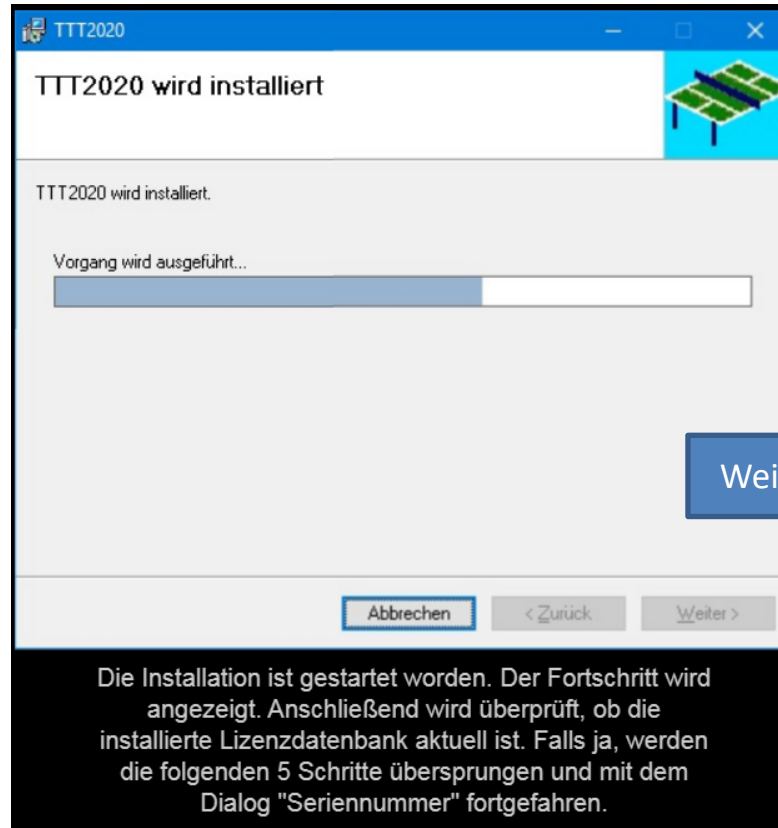 TTT2020
TTT2020 wird installiert
TTT2020 wird installiert.
Vorgang wird ausgeführt...
Abbrechen
< Zurück
Weiter >
Die Installation ist gestartet worden. Der Fortschritt wird
angezeigt. Anschließend wird überprüft, ob die
installierte Lizenzdatenbank aktuell ist. Falls ja, werden
die folgenden 5 Schritte übersprungen und mit dem
Dialog "Seriennummer" fortgefahren.